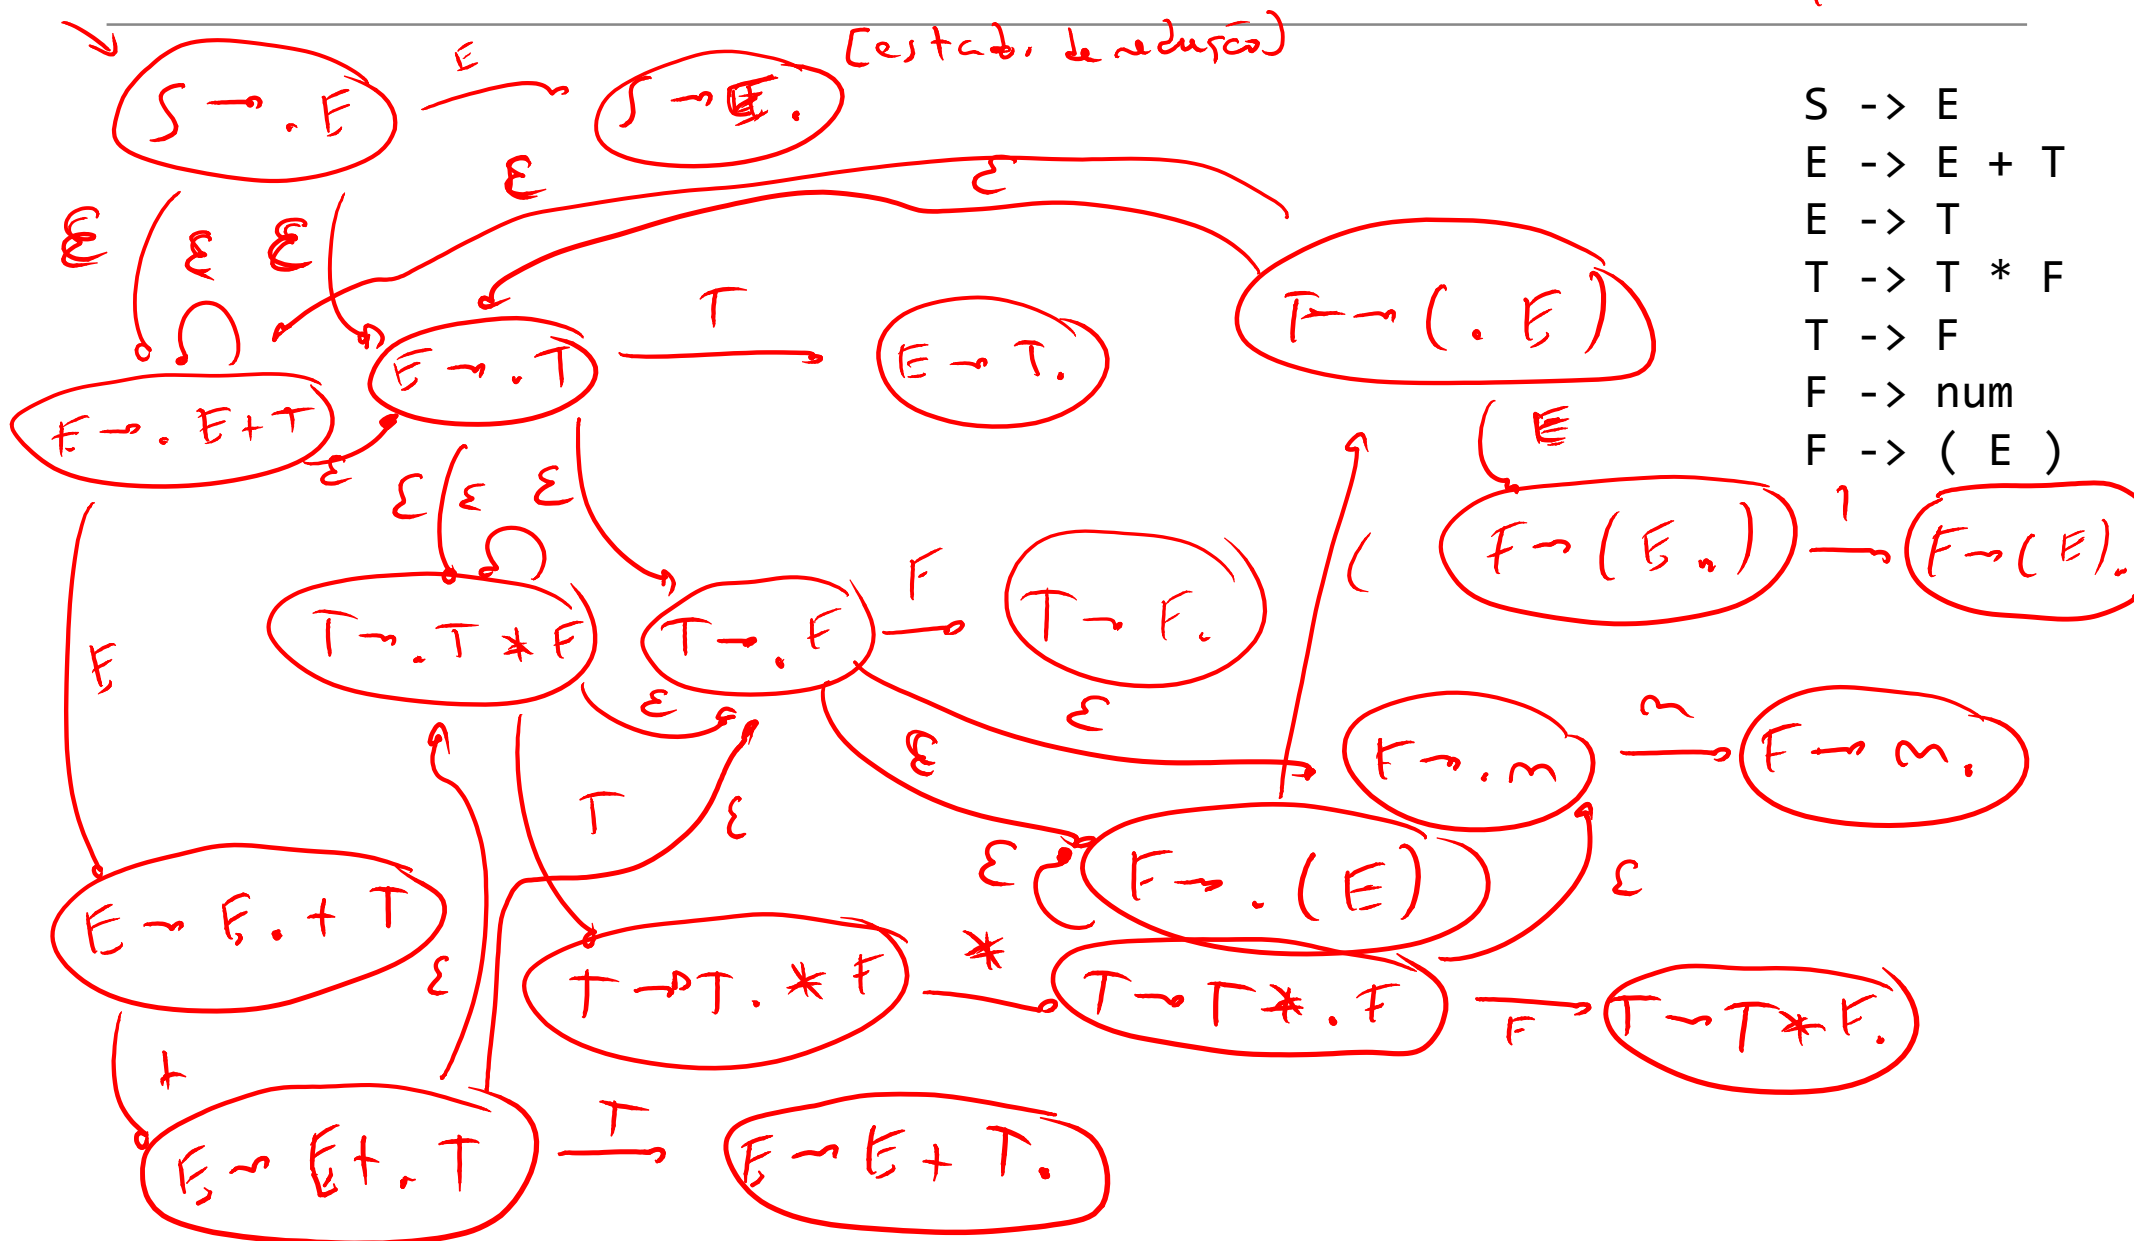 [estado de redução]
S → . E
E
S → E .
S -> E
E -> E + T
E -> T
T -> T * F
T -> F
F -> num
F -> ( E )
ε
ε
ε
ε
ε
E → . E + T
ε
E → . T
T
E → T .
T → ( . E )
E
F → ( E . )
)
F → ( E ) .
ε
ε
ε
E
T → . T * F
ε
T → . F
F
T → F .
(
ε
ε
F → . n
n
F → n .
T
ε
ε
F → . ( E )
ε
E → E . + T
ε
T → T . * F
*
T → T * . F
F
T → T * F .
+
E → E + . T
T
E → E + T .